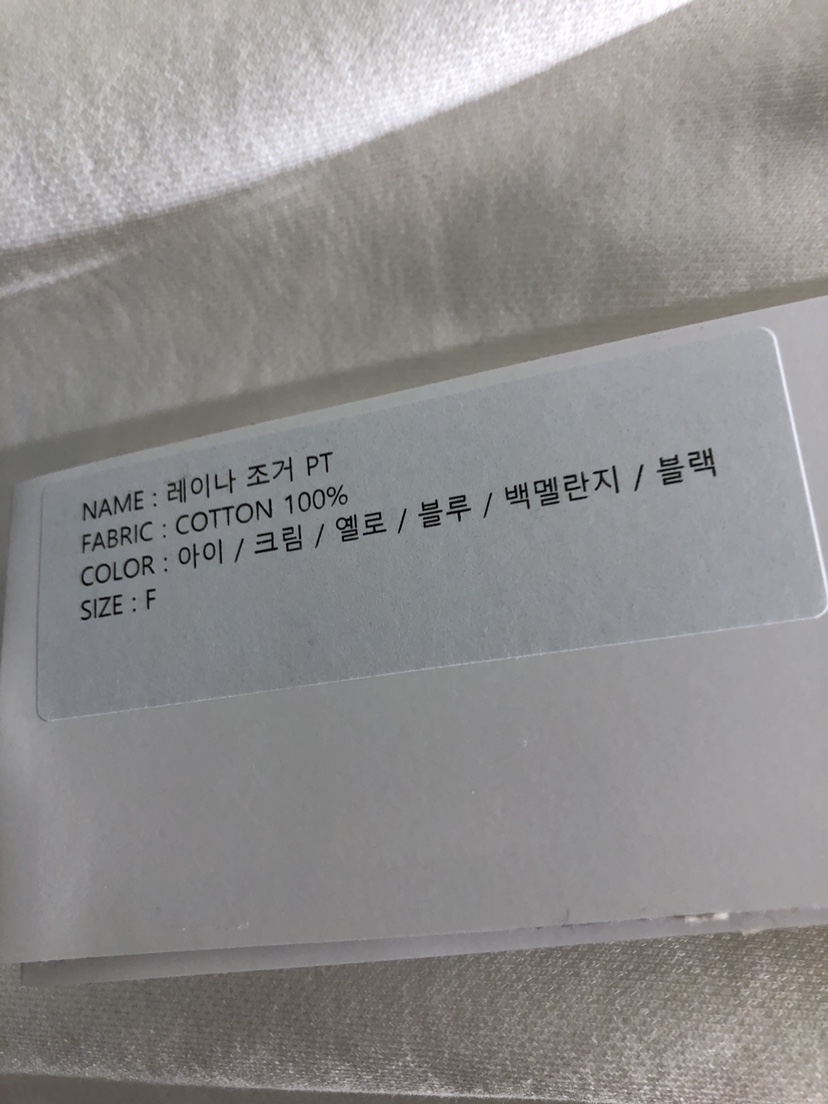 NAME : 레이나 조거 PT
FABRIC : COTTON 100%
COLOR : 아이 / 크림 / 옐로 / 블루 / 백멜란지 / 블랙
SIZE : F